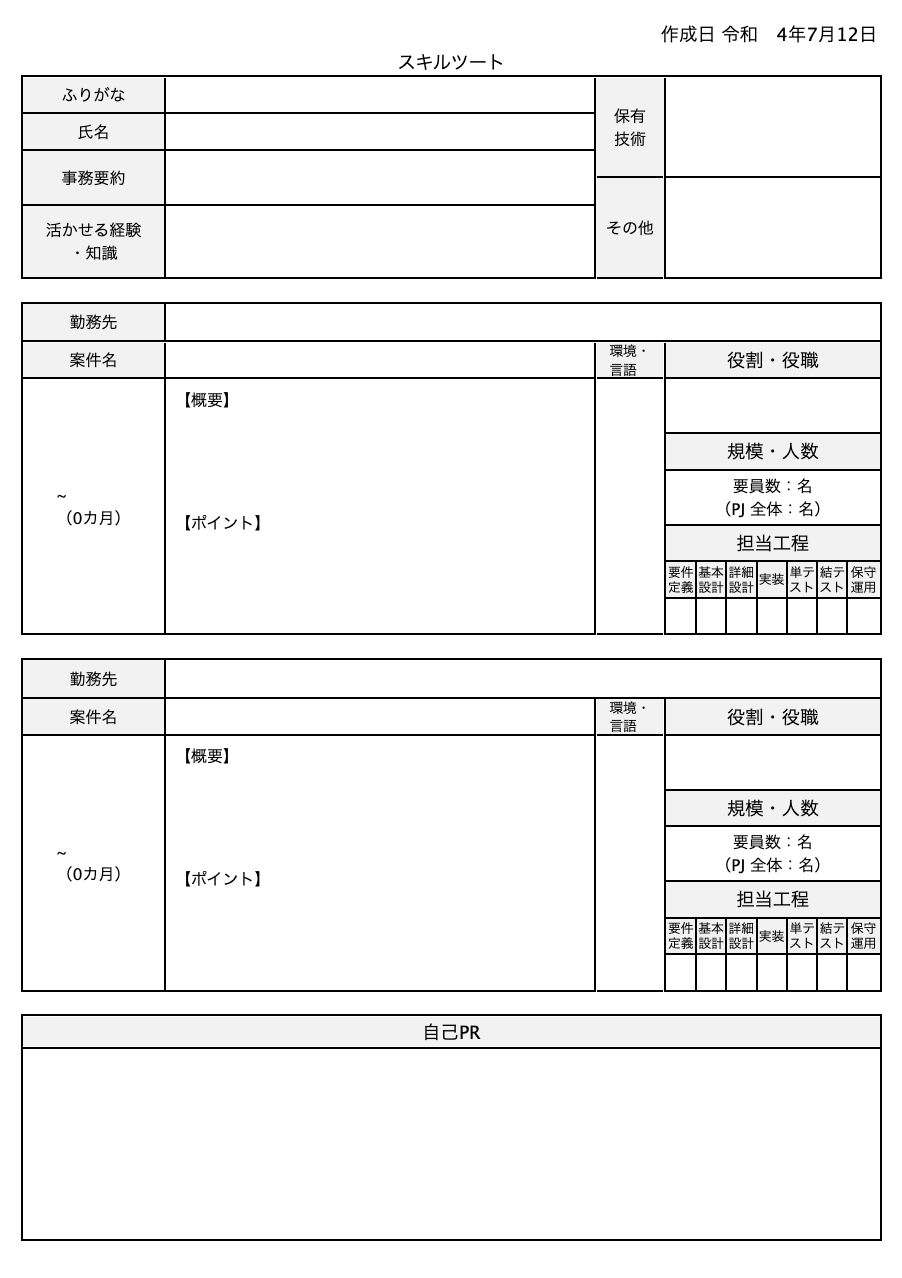 作成日 令和　4年7月12日
スキルツート
ふりがな
保有
技術
氏名
事務要約
活かせる経験
・知識
その他
勤務先
案件名
環境・
言語
役割・役職
【概要】
規模・人数
~
（0カ月）
【ポイント】
要員数：名
（PJ 全体：名）
担当工程
要件
定義
基本
設計
詳細
設計
実装
単テ
スト
結テ
スト
保守
運用
勤務先
案件名
環境・
言語
役割・役職
【概要】
規模・人数
~
（0カ月）
【ポイント】
要員数：名
（PJ 全体：名）
担当工程
要件
定義
基本
設計
詳細
設計
実装
単テ
スト
結テ
スト
保守
運用
自己PR